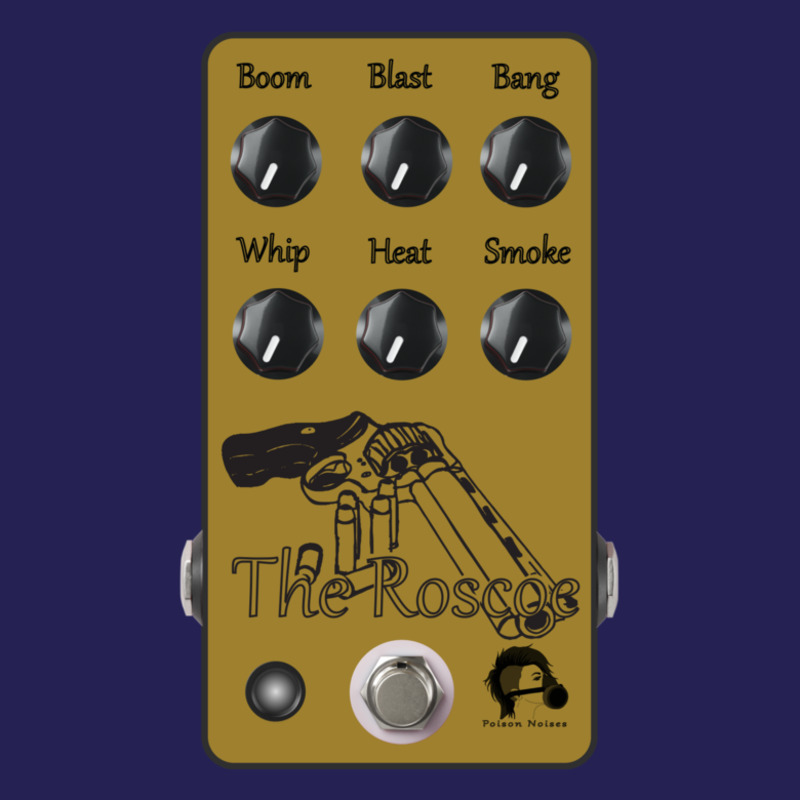 Boom Blast Bang
Whip Heat Smoke
The Roscoe
Poison Noises